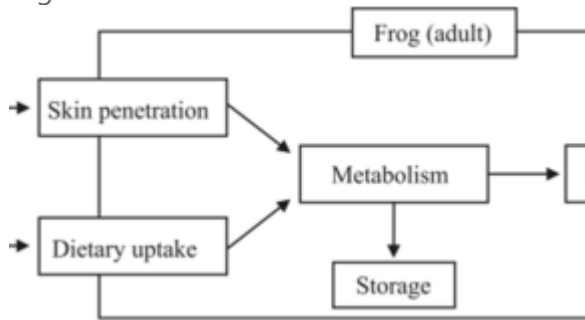 Frog (adult)
Skin penetration
Metabolism
Dietary uptake
Storage